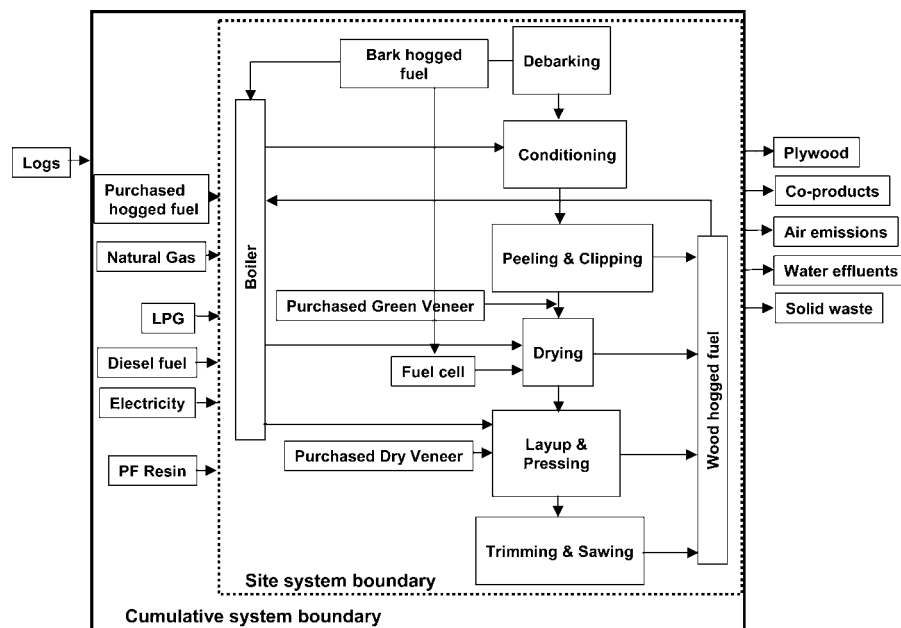 Bark hogged
fuel
Debarking
Logs
Conditioning
Plywood
Purchased
hogged fuel
Co-products
Boiler
Air emissions
Natural Gas
Peeling & Clipping
Water effluents
Purchased Green Veneer
Solid waste
LPG
Drying
Wood hogged fuel
Diesel fuel
Fuel cell
Electricity
Layup &
Pressing
Purchased Dry Veneer
PF Resin
Trimming & Sawing
Site system boundary
Cumulative system boundary